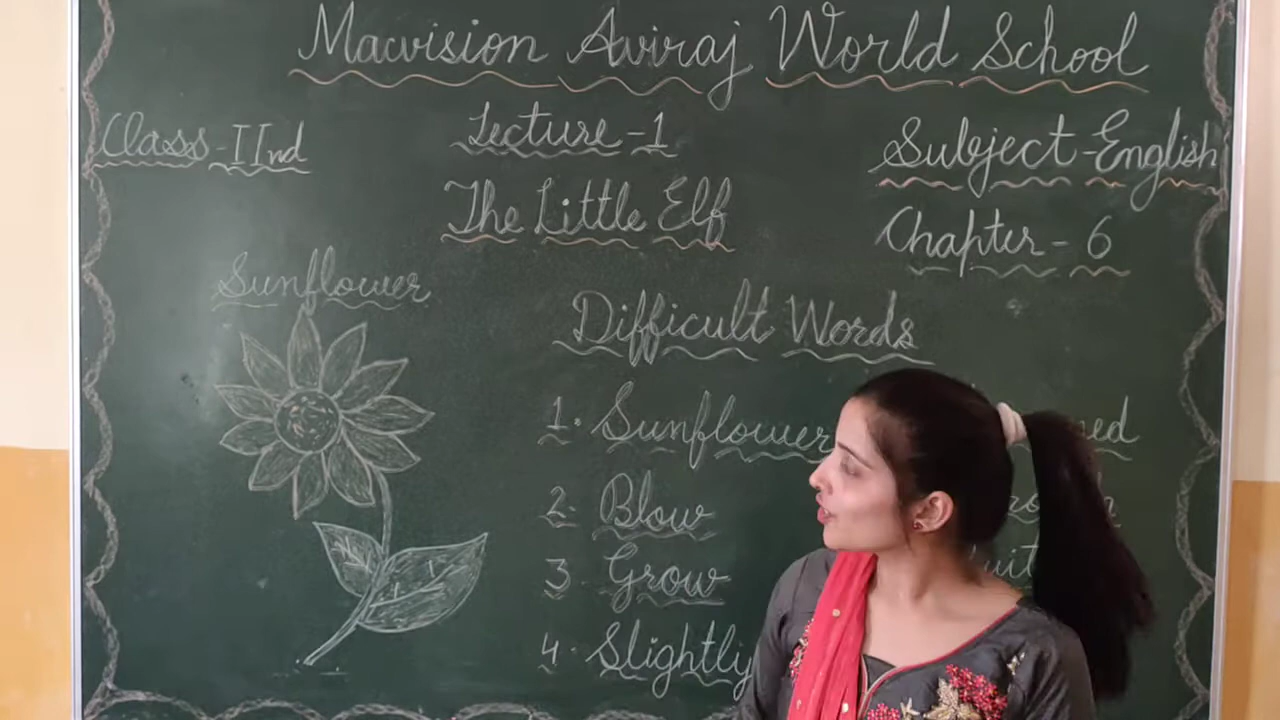 Macvision Aviraj World School
Class-IInd
Lecture-1
Subject-English
The Little Elf
Chapter-6
Sunflower
Difficult Words
1. Sunflower
2. Blow
3 Grow
4. Slightly